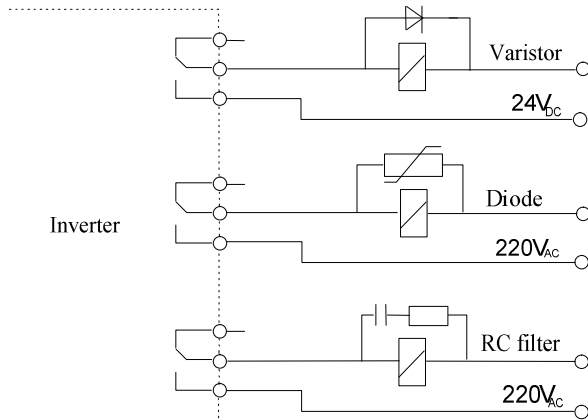 Varistor
24VDC
Diode
Inverter
220VAC
RC filter
220VAC